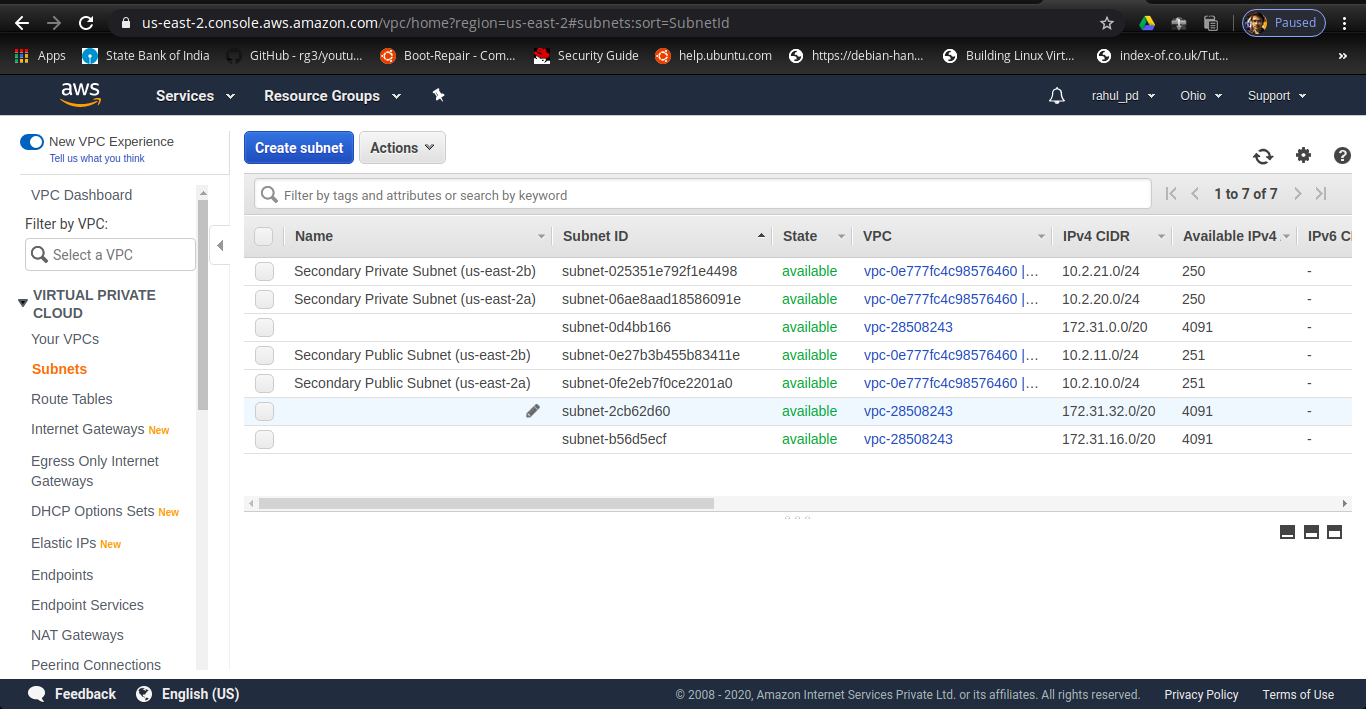 us-east-2.console.aws.amazon.com/vpc/home?region=us-east-2#subnets:sort=SubnetId
Paused
Apps State Bank of India GitHub - rg3/youtu... Boot-Repair - Com... Security Guide help.ubuntu.com https://debian-han... Building Linux Virt... index-of.co.uk/Tut... »
aws Services Resource Groups rahul_pd Ohio Support
New VPC Experience
Tell us what you think
Create subnet Actions
VPC Dashboard
Filter by VPC:
Select a VPC
VIRTUAL PRIVATE
CLOUD
Your VPCs
Subnets
Route Tables
Internet Gateways New
Egress Only Internet
Gateways
DHCP Options Sets New
Elastic IPs New
Endpoints
Endpoint Services
NAT Gateways
Peering Connections
Filter by tags and attributes or search by keyword 1 to 7 of 7
Name Subnet ID State VPC IPv4 CIDR Available IPv4 IPv6 C
Secondary Private Subnet (us-east-2b) subnet-025351e792f1e4498 available vpc-0e777fc4c98576460 |... 10.2.21.0/24 250 -
Secondary Private Subnet (us-east-2a) subnet-06ae8aad18586091e available vpc-0e777fc4c98576460 |... 10.2.20.0/24 250 -
subnet-0d4bb166 available vpc-28508243 172.31.0.0/20 4091 -
Secondary Public Subnet (us-east-2b) subnet-0e27b3b455b83411e available vpc-0e777fc4c98576460 |... 10.2.11.0/24 251 -
Secondary Public Subnet (us-east-2a) subnet-0fe2eb7f0ce2201a0 available vpc-0e777fc4c98576460 |... 10.2.10.0/24 251 -
subnet-2cb62d60 available vpc-28508243 172.31.32.0/20 4091 -
subnet-b56d5ecf available vpc-28508243 172.31.16.0/20 4091 -
Feedback English (US) © 2008 - 2020, Amazon Internet Services Private Ltd. or its affiliates. All rights reserved. Privacy Policy Terms of Use